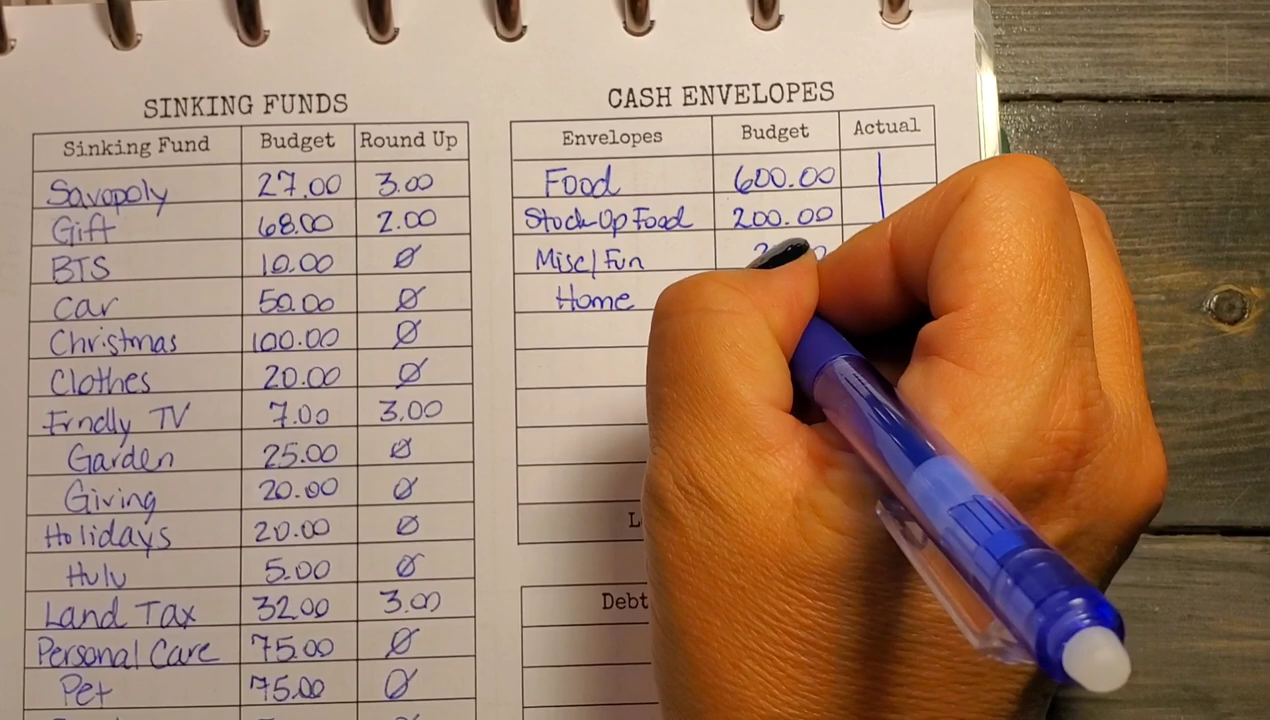 SINKING FUNDS
Sinking Fund Budget Round Up
Savopoly 27.00 3.00
Gift 68.00 2.00
BTS 10.00 Ø
Car 50.00 Ø
Christmas 100.00 Ø
Clothes 20.00 Ø
Frndly TV 7.00 3.00
Garden 25.00 Ø
Giving 20.00 Ø
Holidays 20.00 Ø
Hulu 5.00 Ø
Land Tax 32.00 3.00
Personal Care 75.00 Ø
Pet 75.00 Ø
CASH ENVELOPES
Envelopes Budget Actual
Food 600.00
Stock Up Food 200.00
Misc/Fun
Home
Debt